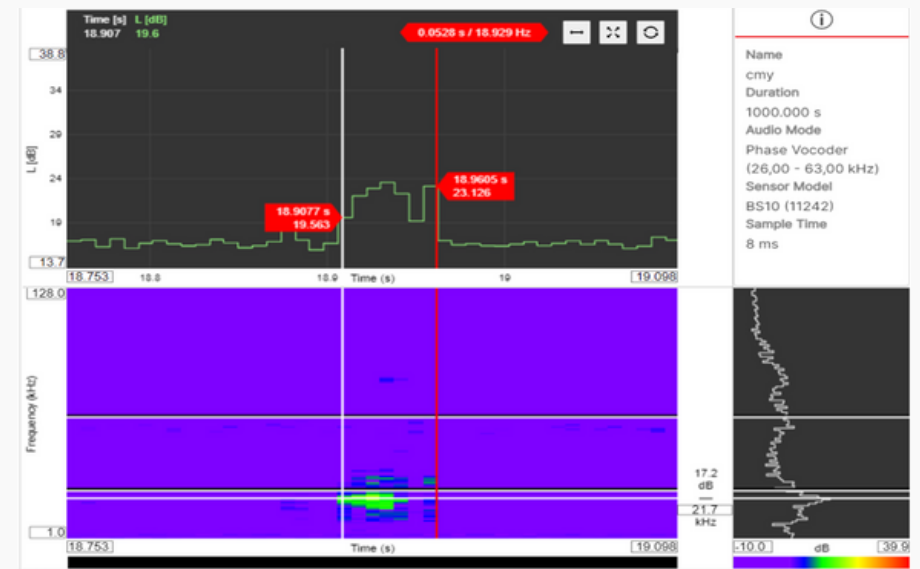 Time [s] L [dB]
18.907 19.6
0.0528 s / 18.929 Hz
38.8
34
29
24
19
13.7
L [dB]
18.9077 s
19.563
18.9605 s
23.126
18.753 18.8 18.9 Time (s) 19 19.098
128.0
Frequency (kHz)
1.0
18.753 Time (s) 19.098
17.2
dB
21.7
kHz
Name
cmy
Duration
1000.000 s
Audio Mode
Phase Vocoder
(26,00 - 63,00 kHz)
Sensor Model
BS10 (11242)
Sample Time
8 ms
-10.0 dB 39.9